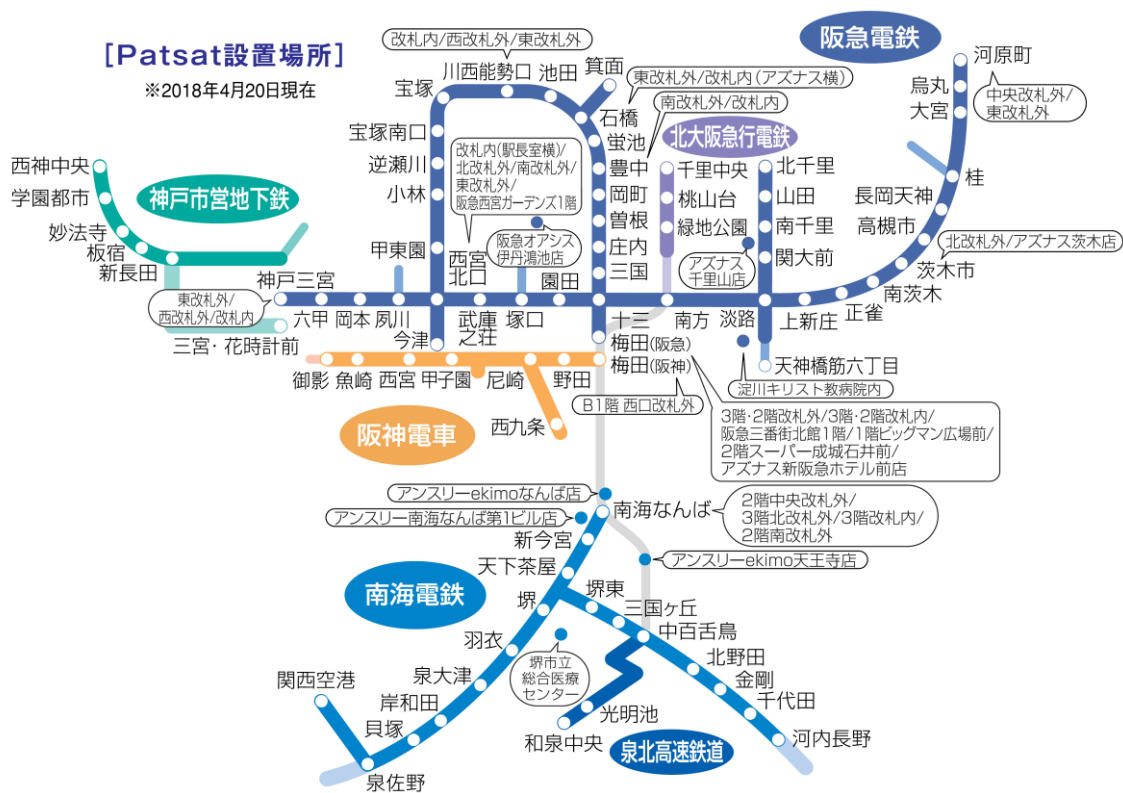 [Patsat設置場所]
※2018年4月20日現在
改札内/西改札外/東改札外
阪急電鉄
河原町
烏丸
大宮
中央改札外/
東改札外
川西能勢口
池田
箕面
宝塚
東改札外/改札内(アズナス横)
石橋
南改札外/改札内
宝塚南口
蛍池
北大阪急行電鉄
逆瀬川
改札内(駅長室横)/
北改札外/南改札外/
東改札外/
阪急西宮ガーデンズ1階
豊中
千里中央
北千里
西神中央
桂
小林
岡町
桃山台
山田
学園都市
神戸市営地下鉄
長岡天神
曽根
緑地公園
南千里
高槻市
妙法寺
阪急オアシス
伊丹鴻池店
庄内
板宿
甲東園
西宮
北口
アズナス
千里山店
関大前
北改札外/アズナス茨木店
新長田
三国
茨木市
神戸三宮
園田
南茨木
東改札外/
西改札外/改札内
正雀
六甲
岡本
夙川
武庫
之荘
塚口
十三
南方
淡路
上新庄
今津
三宮・花時計前
梅田(阪急)
梅田(阪神)
天神橋筋六丁目
御影
魚崎
西宮
甲子園
尼崎
野田
淀川キリスト教病院内
B1階 西口改札外
3階・2階改札外/3階・2階改札内/
阪急三番街北館1階/1階ビッグマン広場前/
2階スーパー成城石井前/
アズナス新阪急ホテル前店
阪神電車
西九条
アンスリーekimoなんば店
南海なんば
2階中央改札外/
3階北改札外/3階改札内/
2階南改札外
アンスリー南海なんば第1ビル店
新今宮
アンスリーekimo天王寺店
天下茶屋
南海電鉄
堺東
堺
三国ヶ丘
中百舌鳥
羽衣
堺市立
総合医療
センター
北野田
泉大津
金剛
関西空港
千代田
岸和田
光明池
貝塚
和泉中央
泉北高速鉄道
河内長野
泉佐野